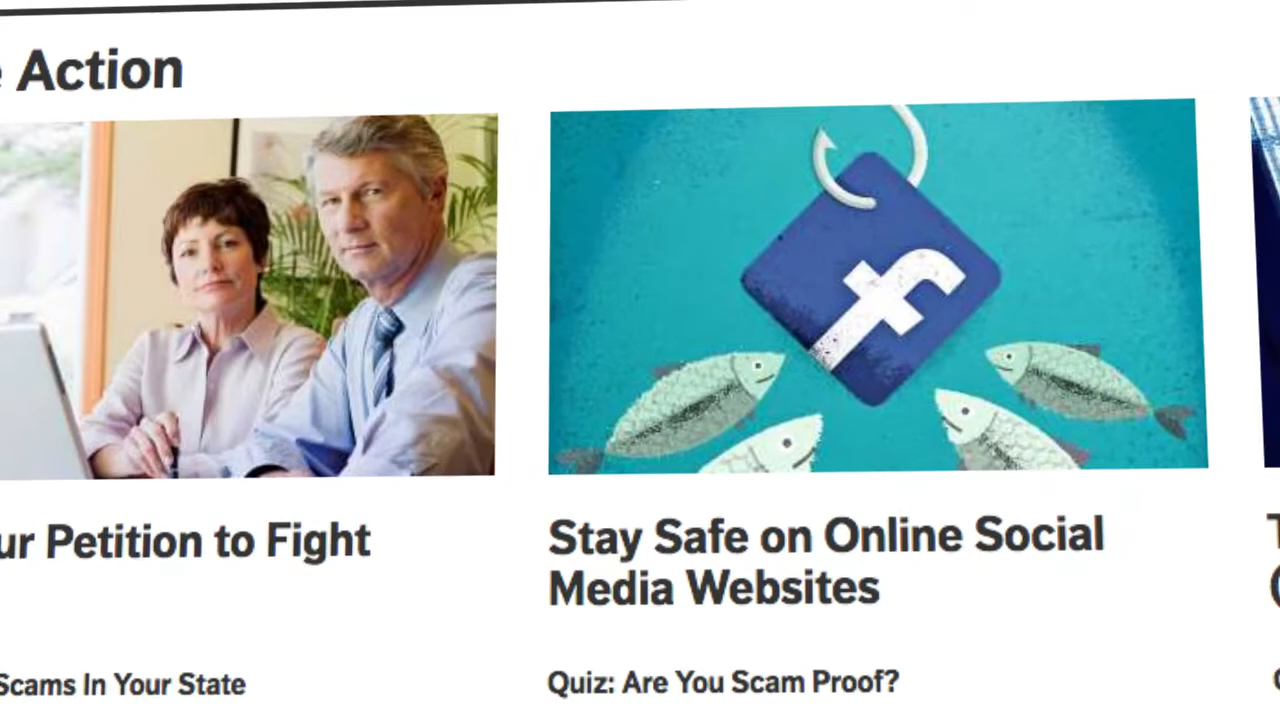 Action
ur Petition to Fight
Stay Safe on Online Social
Media Websites
Scams In Your State
Quiz: Are You Scam Proof?